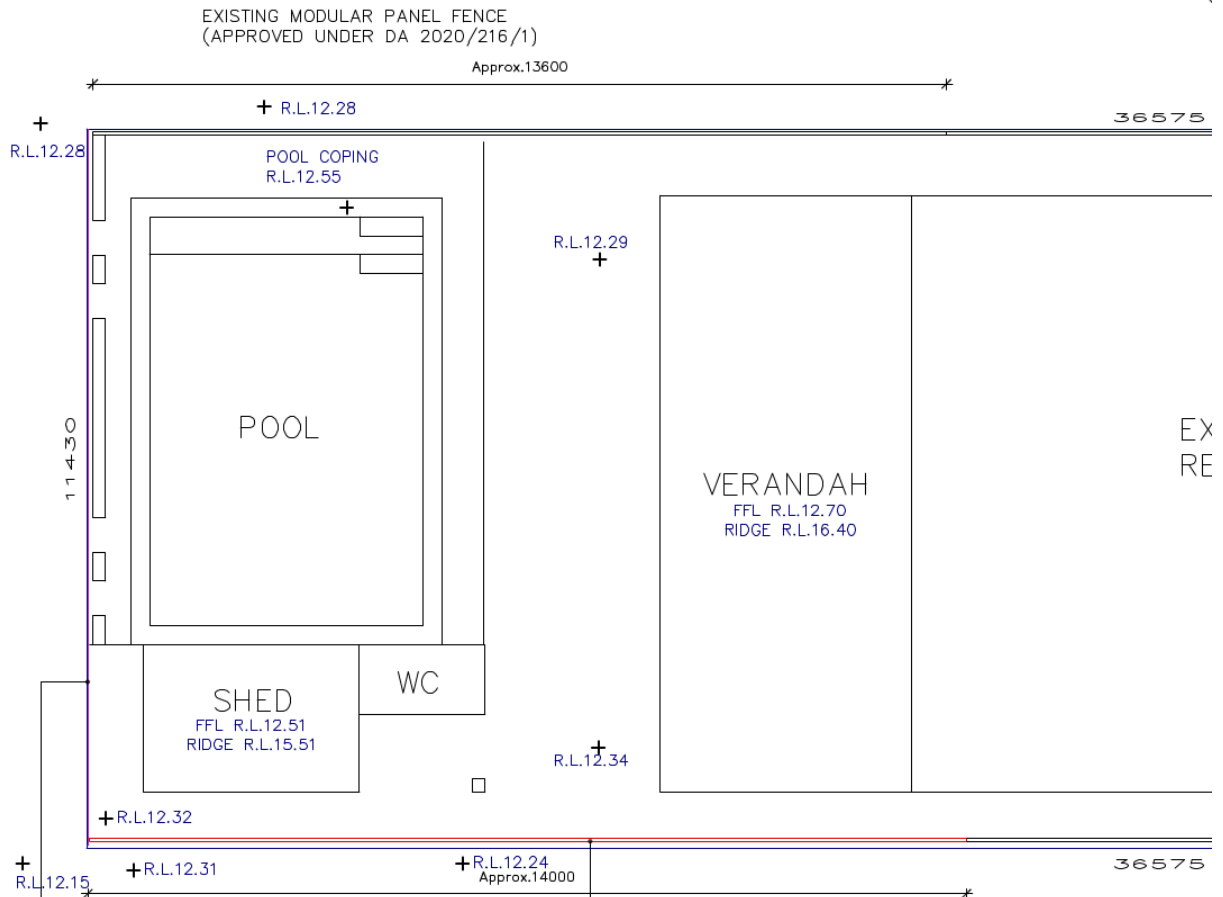 EXISTING MODULAR PANEL FENCE
(APPROVED UNDER DA 2020/216/1)
Approx.13600
R.L.12.28
36575
R.L.12.28
POOL COPING
R.L.12.55
R.L.12.29
POOL
11430
EX
RE
VERANDAH
FFL R.L.12.70
RIDGE R.L.16.40
WC
SHED
FFL R.L.12.51
RIDGE R.L.15.51
R.L.12.34
R.L.12.32
R.L.12.24
36575
R.L.12.31
Approx.14000
R.L.12.15